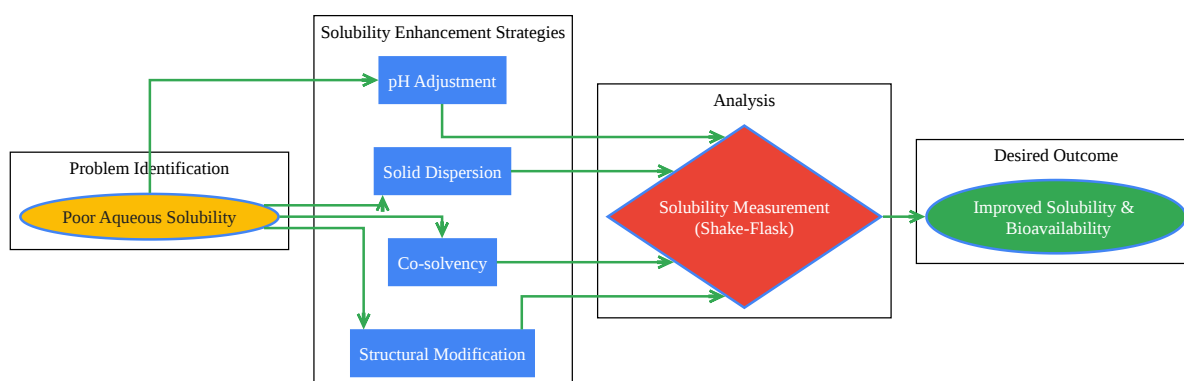 Problem Identification
Poor Aqueous Solubility
Solubility Enhancement Strategies
pH Adjustment
Solid Dispersion
Co-solvency
Structural Modification
Analysis
Solubility Measurement
(Shake-Flask)
Desired Outcome
Improved Solubility &
Bioavailability